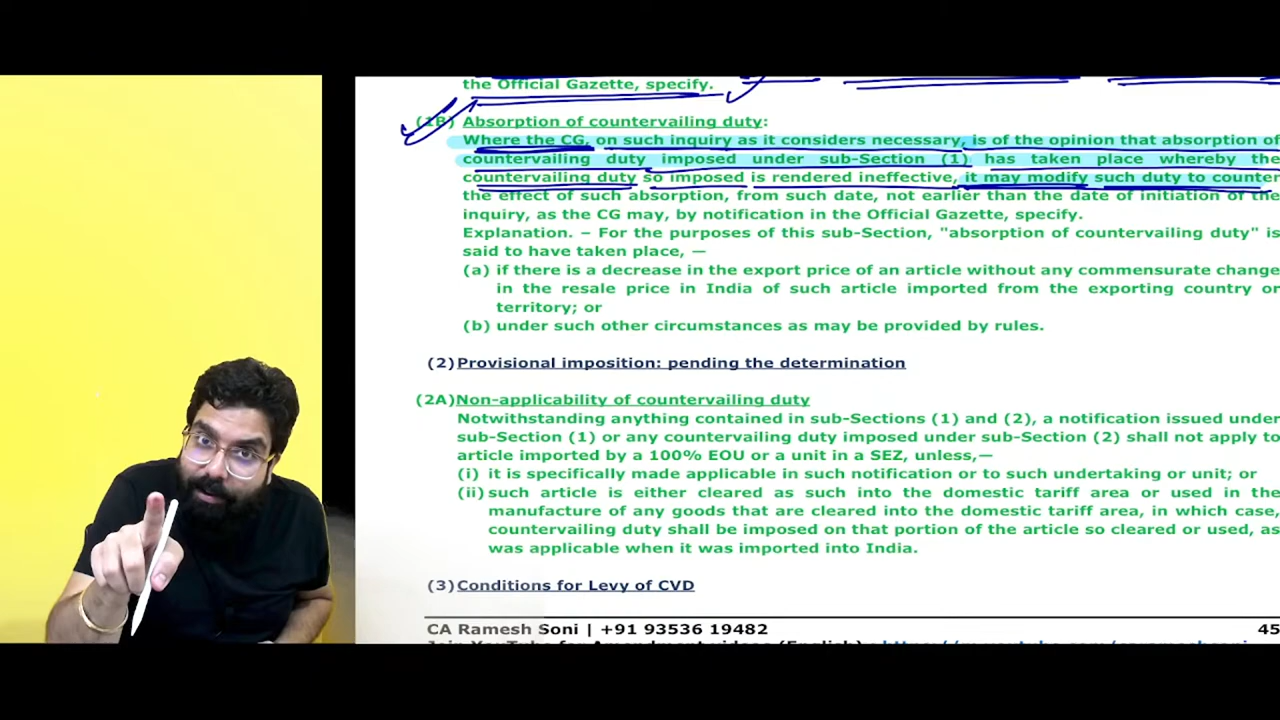 the Official Gazette, specify.
(1B) Absorption of countervailing duty:
Where the CG, on such inquiry as it considers necessary, is of the opinion that absorption of
countervailing duty imposed under sub-Section (1) has taken place whereby the
countervailing duty so imposed is rendered ineffective, it may modify such duty to counter
the effect of such absorption, from such date, not earlier than the date of initiation of the
inquiry, as the CG may, by notification in the Official Gazette, specify.
Explanation. – For the purposes of this sub-Section, "absorption of countervailing duty" is
said to have taken place, —
(a) if there is a decrease in the export price of an article without any commensurate change
in the resale price in India of such article imported from the exporting country or
territory; or
(b) under such other circumstances as may be provided by rules.
(2) Provisional imposition: pending the determination
(2A) Non-applicability of countervailing duty
Notwithstanding anything contained in sub-Sections (1) and (2), a notification issued under
sub-Section (1) or any countervailing duty imposed under sub-Section (2) shall not apply to
article imported by a 100% EOU or a unit in a SEZ, unless,—
(i) it is specifically made applicable in such notification or to such undertaking or unit; or
(ii) such article is either cleared as such into the domestic tariff area or used in the
manufacture of any goods that are cleared into the domestic tariff area, in which case,
countervailing duty shall be imposed on that portion of the article so cleared or used, as
was applicable when it was imported into India.
(3) Conditions for Levy of CVD
CA Ramesh Soni | +91 93536 19482 45